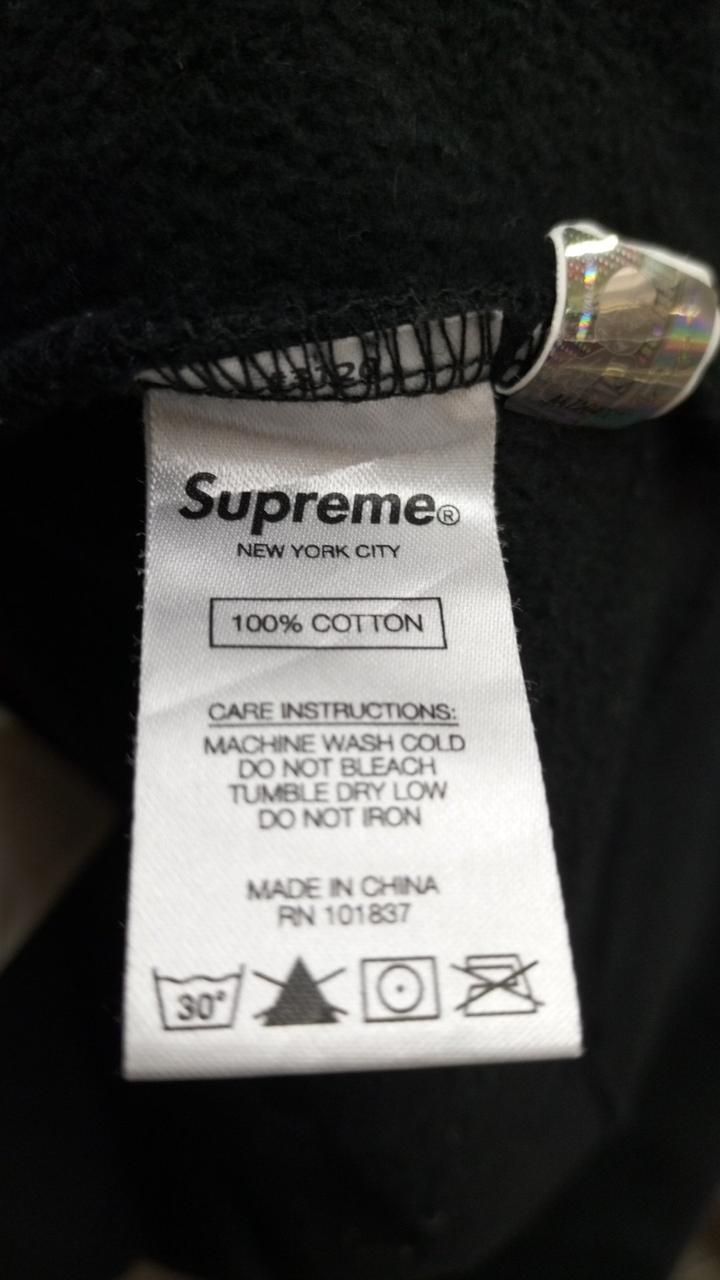 Supreme®
NEW YORK CITY
100% COTTON
CARE INSTRUCTIONS:
MACHINE WASH COLD
DO NOT BLEACH
TUMBLE DRY LOW
DO NOT IRON
MADE IN CHINA
RN 101837
30°